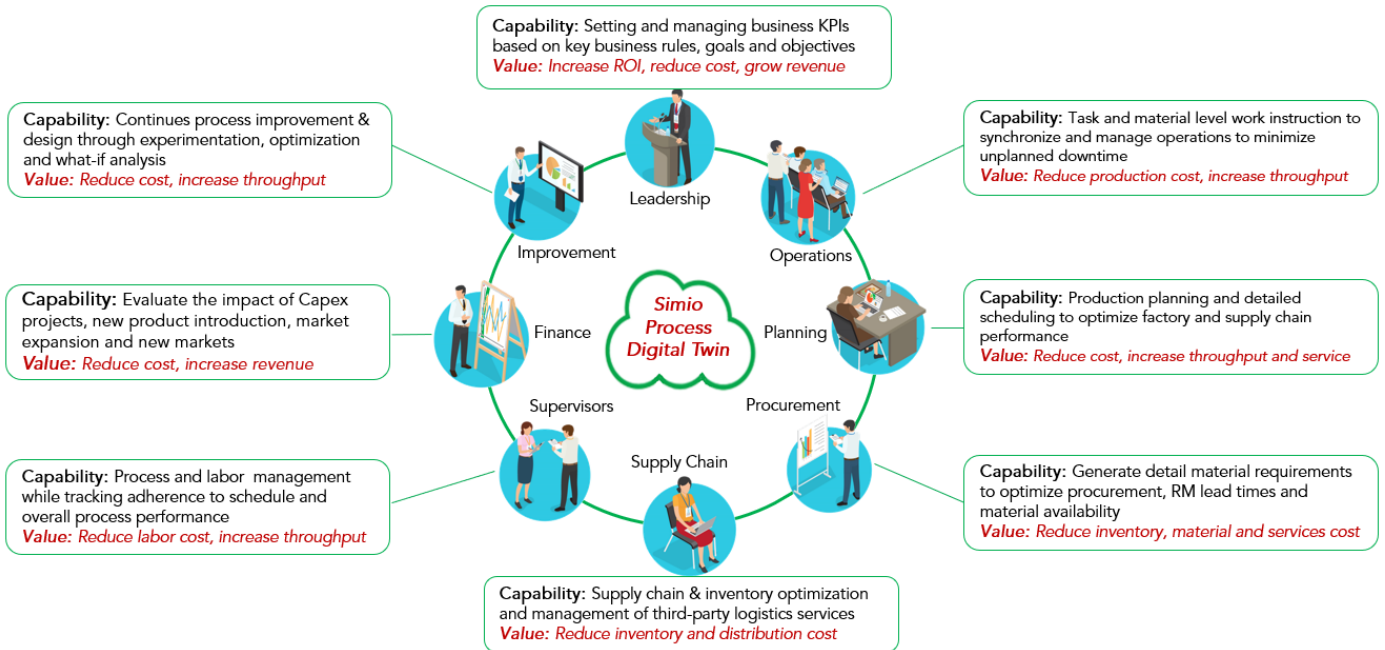 Capability: Setting and managing business KPIs
based on key business rules, goals and objectives
Value: Increase ROI, reduce cost, grow revenue
Leadership
Capability: Task and material level work instruction to
synchronize and manage operations to minimize
unplanned downtime
Value: Reduce production cost, increase throughput
Operations
Capability: Production planning and detailed
scheduling to optimize factory and supply chain
performance
Value: Reduce cost, increase throughput and service
Planning
Capability: Generate detail material requirements
to optimize procurement, RM lead times and
material availability
Value: Reduce inventory, material and services cost
Procurement
Supply Chain
Capability: Supply chain & inventory optimization
and management of third-party logistics services
Value: Reduce inventory and distribution cost
Supervisors
Capability: Process and labor management
while tracking adherence to schedule and
overall process performance
Value: Reduce labor cost, increase throughput
Finance
Capability: Evaluate the impact of Capex
projects, new product introduction, market
expansion and new markets
Value: Reduce cost, increase revenue
Improvement
Capability: Continues process improvement &
design through experimentation, optimization
and what-if analysis
Value: Reduce cost, increase throughput
Simio
Process
Digital Twin